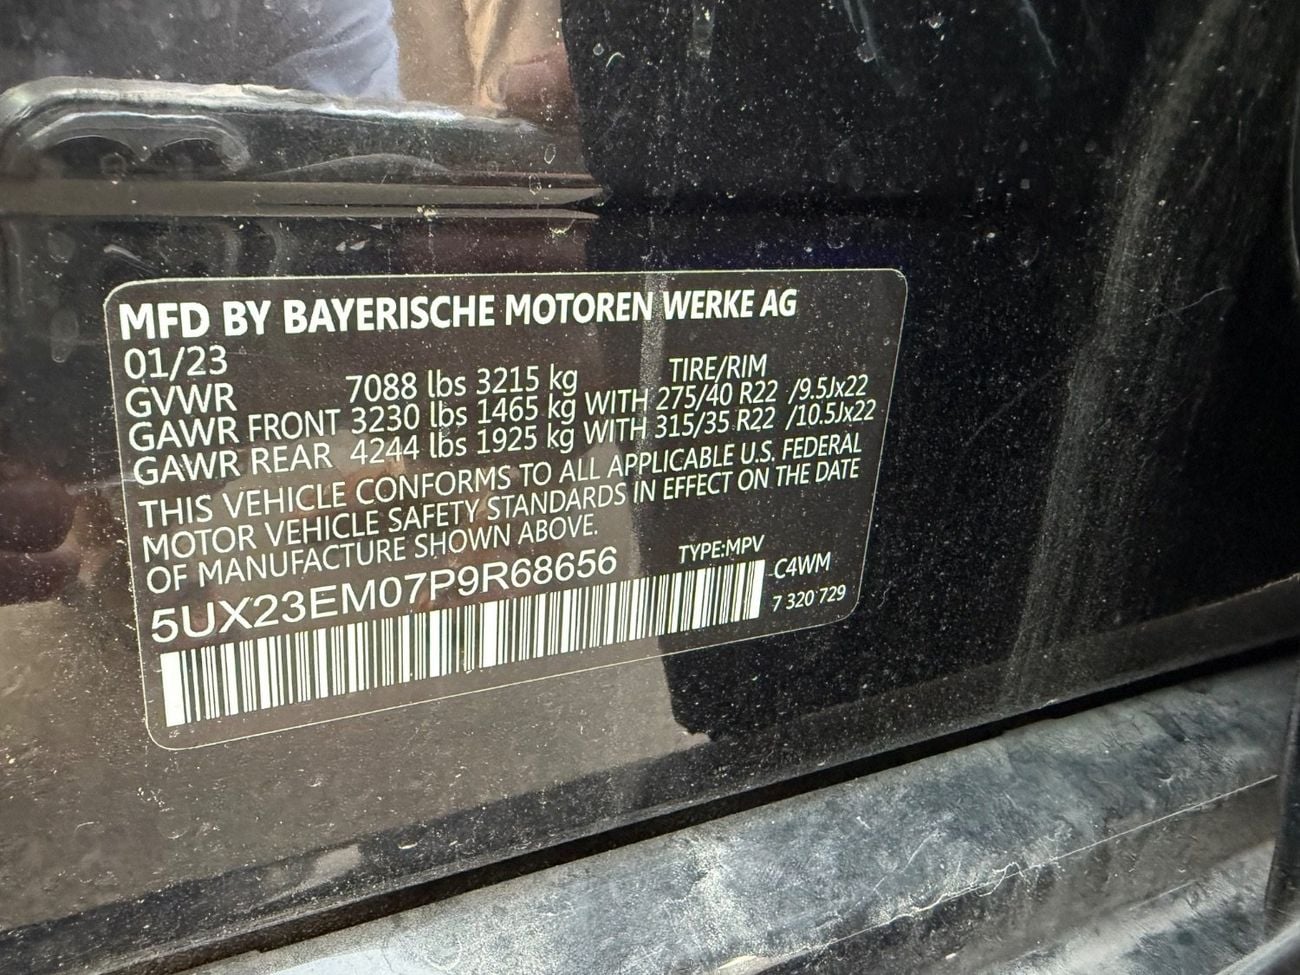 MFD BY BAYERISCHE MOTOREN WERKE AG
01/23 TIRE/RIM
GVWR 7088 lbs 3215 kg
GAWR FRONT 3230 lbs 1465 kg WITH 275/40 R22 /9.5Jx22
GAWR REAR 4244 lbs 1925 kg WITH 315/35 R22 /10.5Jx22
THIS VEHICLE CONFORMS TO ALL APPLICABLE U.S. FEDERAL
MOTOR VEHICLE SAFETY STANDARDS IN EFFECT ON THE DATE
OF MANUFACTURE SHOWN ABOVE.
5UX23EM07P9R68656 TYPE:MPV
C4WM
7 320 729